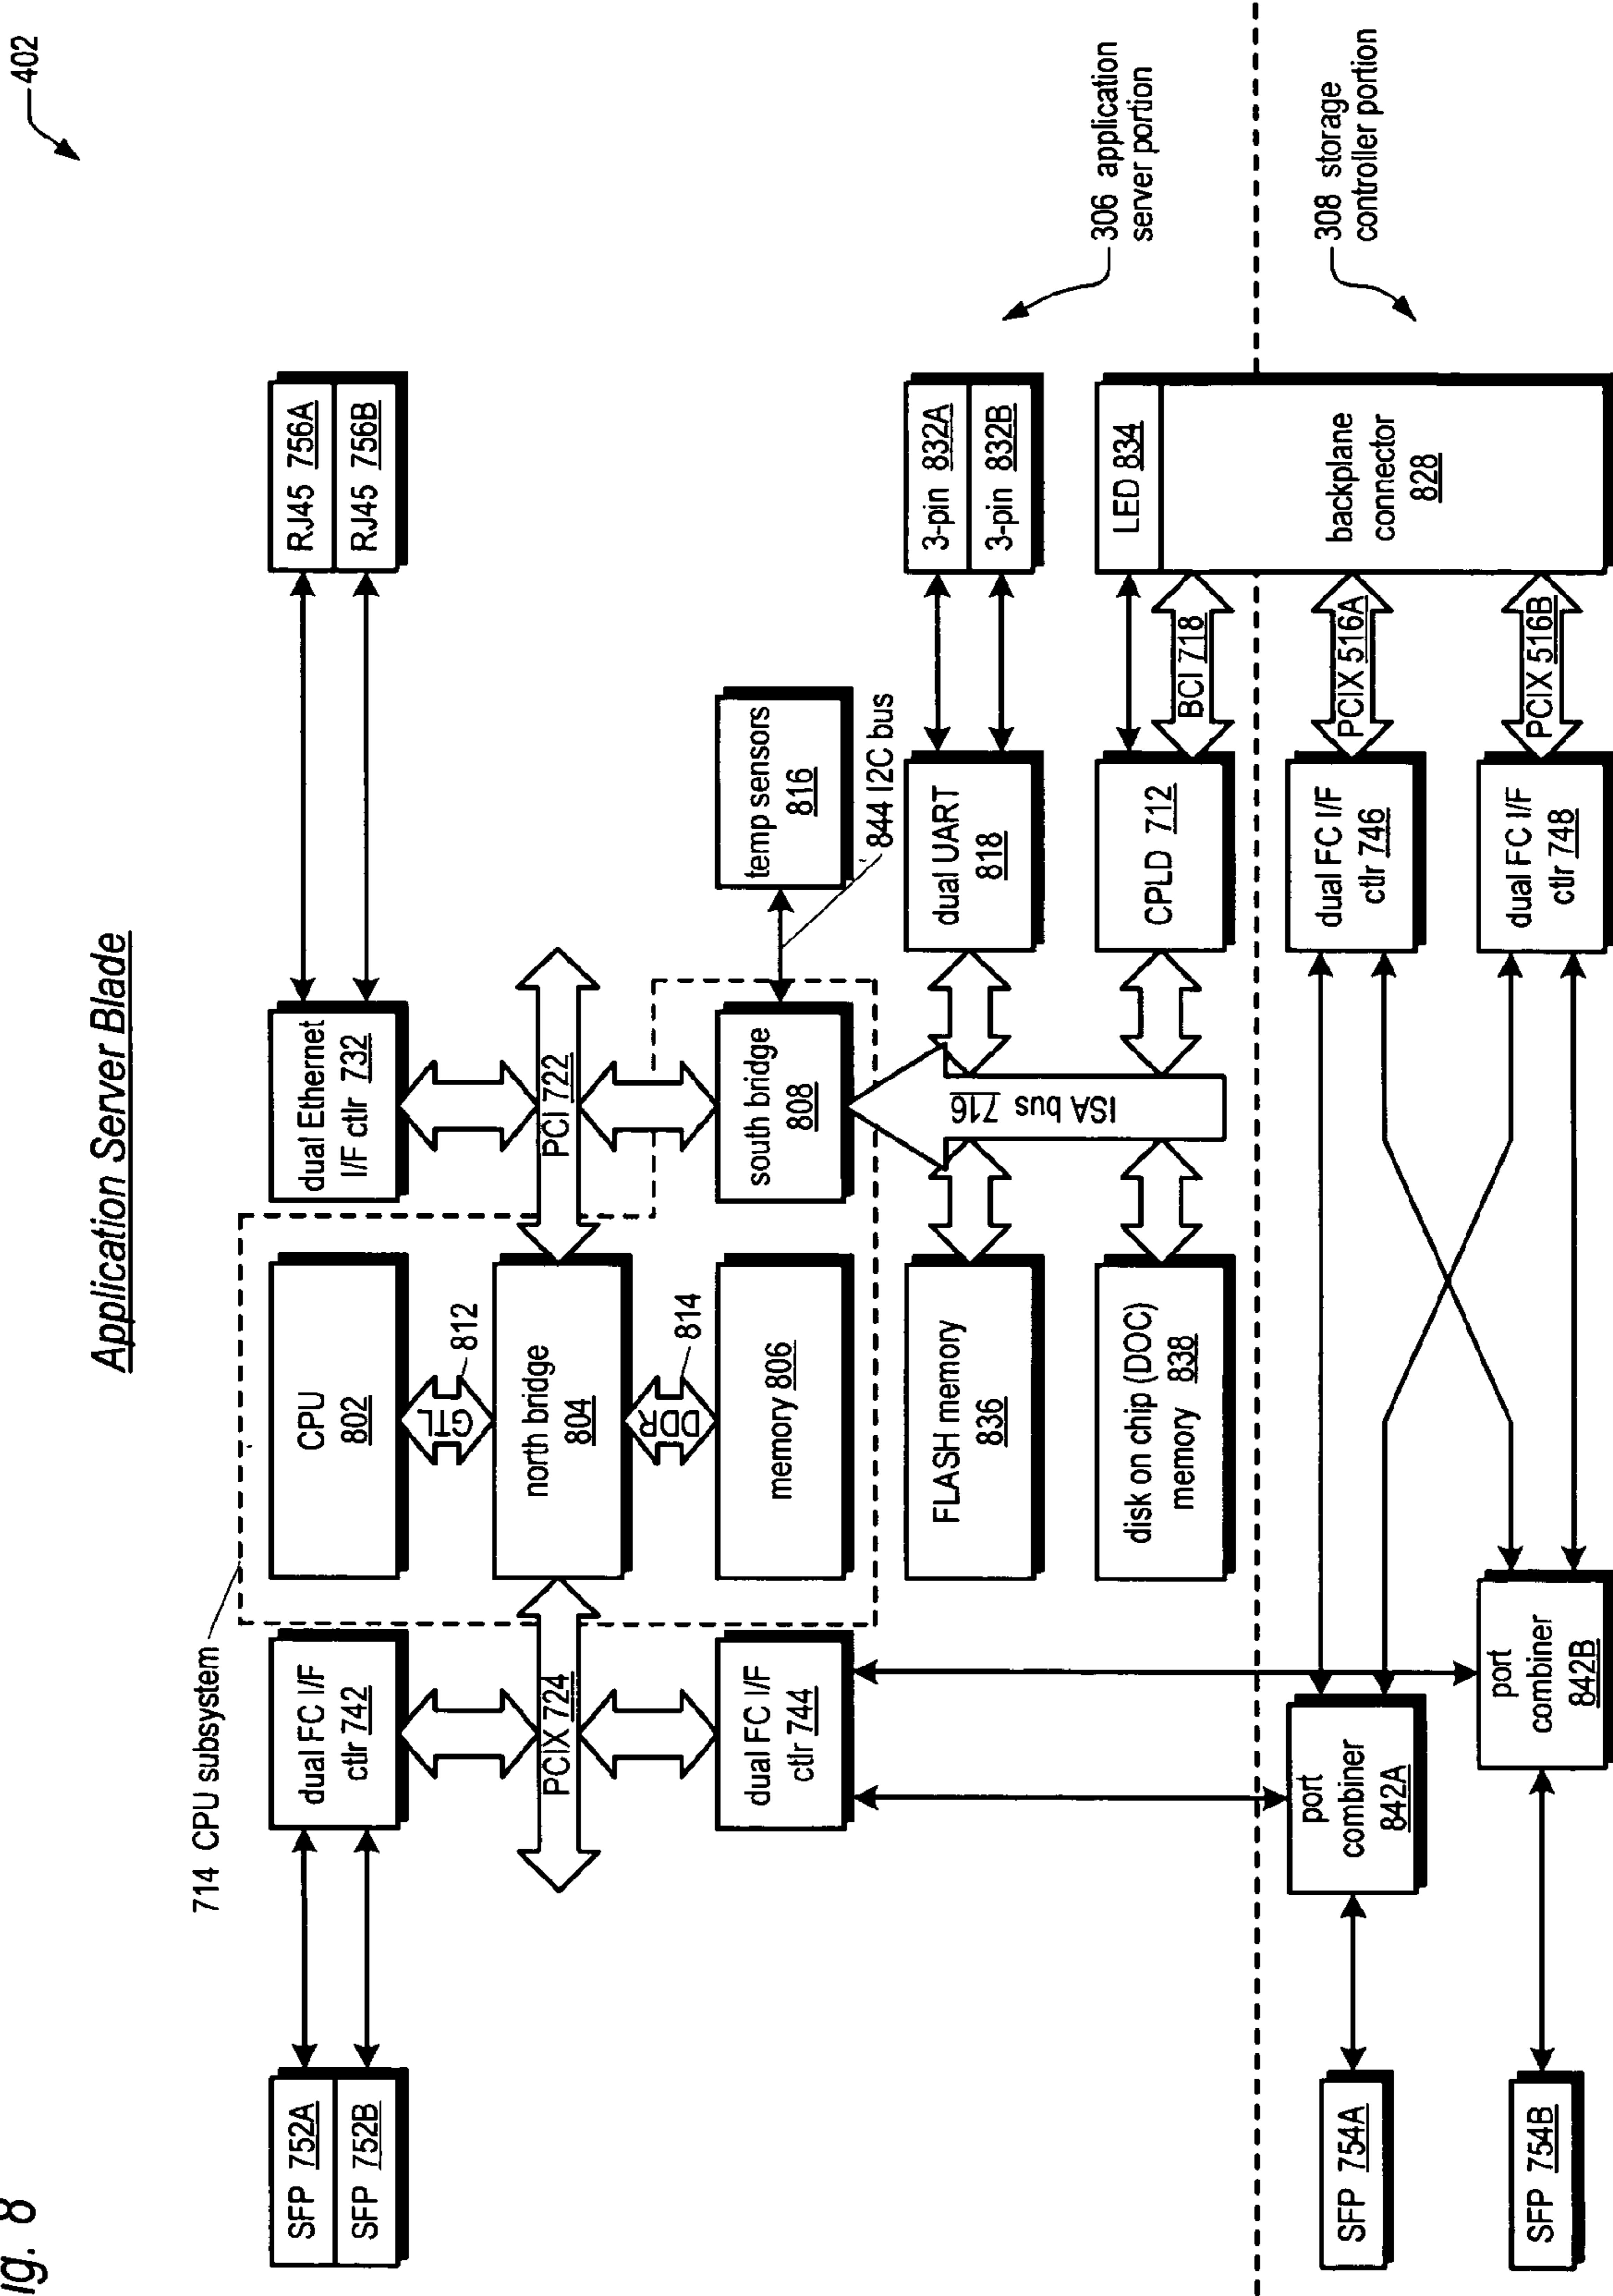 ig. 8
Application Server Blade
402
714 CPU subsystem
SFP 752A
SFP 752B
dual FC I/F
ctlr 742
CPU
802
dual Ethernet
I/F ctlr 732
RJ45 756A
RJ45 756B
GTL
812
PCIX 724
north bridge
804
PCI 722
DDR
814
dual FC I/F
ctlr 744
memory 806
south bridge
808
temp sensors
816
844 I2C bus
FLASH memory
836
ISA bus 716
dual UART
818
3-pin 832A
3-pin 832B
306 application
server portion
disk on chip (DOC)
memory 838
CPLD 712
BCI 718
LED 834
backplane
connector
828
308 storage
controller portion
SFP 754A
port
combiner
842A
dual FC I/F
ctlr 746
PCIX 516A
SFP 754B
port
combiner
842B
dual FC I/F
ctlr 748
PCIX 516B